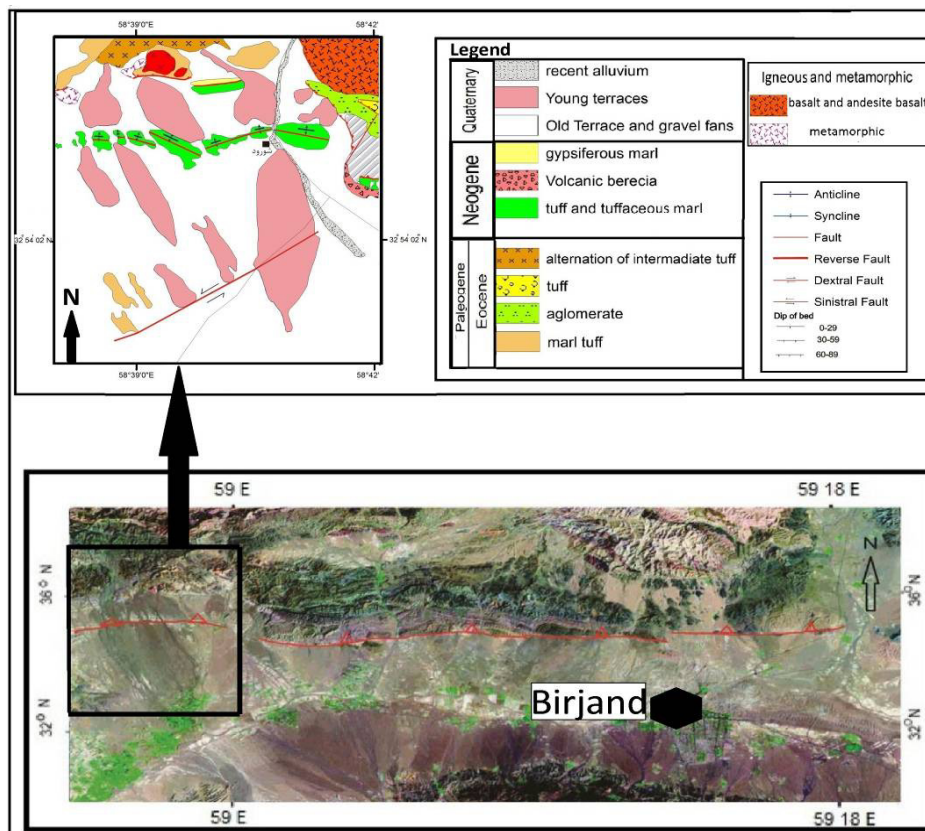 58°39'0"E
58°42'
شورود
32°54'02"N
32°54'02"N
N
58°39'0"E
58°42'
Legend
Quaternary
recent alluvium
Young terraces
Old Terrace and gravel fans
Neogene
gypsiferous marl
Volcanic berecia
tuff and tuffaceous marl
Paleogene
Eocene
alternation of intermadiate tuff
tuff
aglomerate
marl tuff
Igneous and metamorphic
basalt and andesite basalt
metamorphic
Anticline
Syncline
Fault
Reverse Fault
Dextral Fault
Sinistral Fault
Dip of bed
0-29
30-59
60-89
59 E
59 18 E
N
36° N
36° N
Birjand
32° N
32° N
59 E
59 18 E